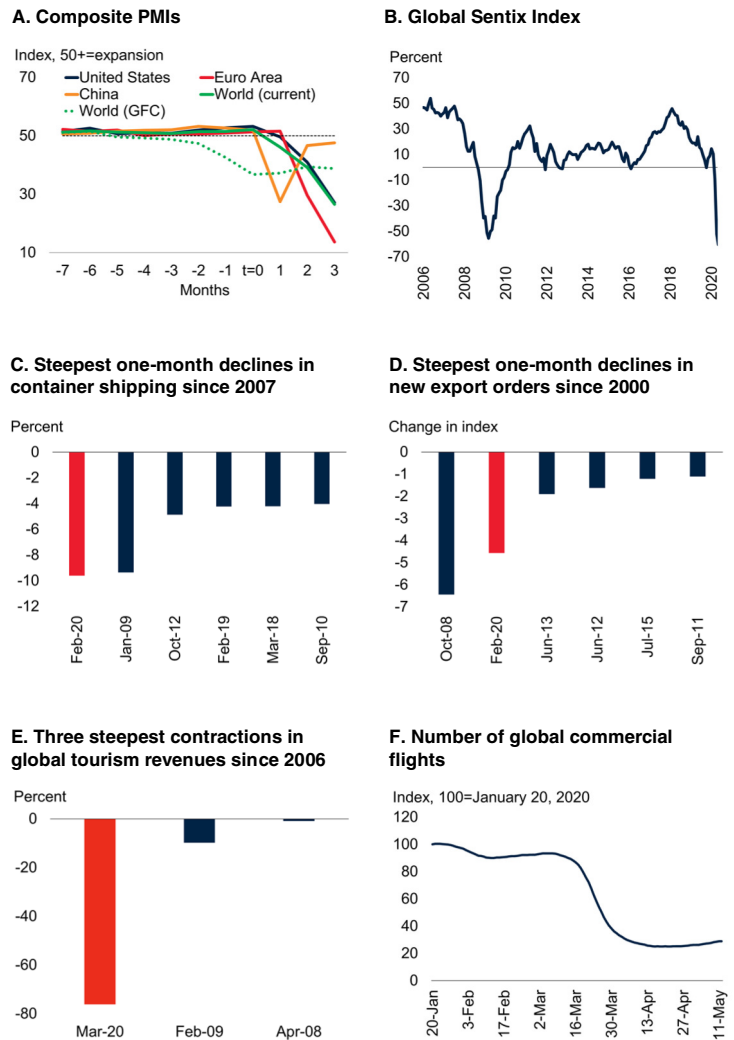 A. Composite PMIs
Index, 50+=expansion
70
United States
Euro Area
China
World (current)
World (GFC)
50
30
10
-7 -6 -5 -4 -3 -2 -1 t=0 1 2 3
Months
B. Global Sentix Index
Percent
70
50
30
10
-10
-30
-50
-70
2006
2008
2010
2012
2014
2016
2018
2020
C. Steepest one-month declines in
container shipping since 2007
Percent
0
-2
-4
-6
-8
-10
-12
Feb-20
Jan-09
Oct-12
Feb-19
Mar-18
Sep-10
D. Steepest one-month declines in
new export orders since 2000
Change in index
0
-1
-2
-3
-4
-5
-6
-7
Oct-08
Feb-20
Jun-13
Jun-12
Jul-15
Sep-11
E. Three steepest contractions in
global tourism revenues since 2006
Percent
0
-20
-40
-60
-80
Mar-20 Feb-09 Apr-08
F. Number of global commercial
flights
Index, 100=January 20, 2020
120
100
80
60
40
20
0
20-Jan
3-Feb
17-Feb
2-Mar
16-Mar
30-Mar
13-Apr
27-Apr
11-May